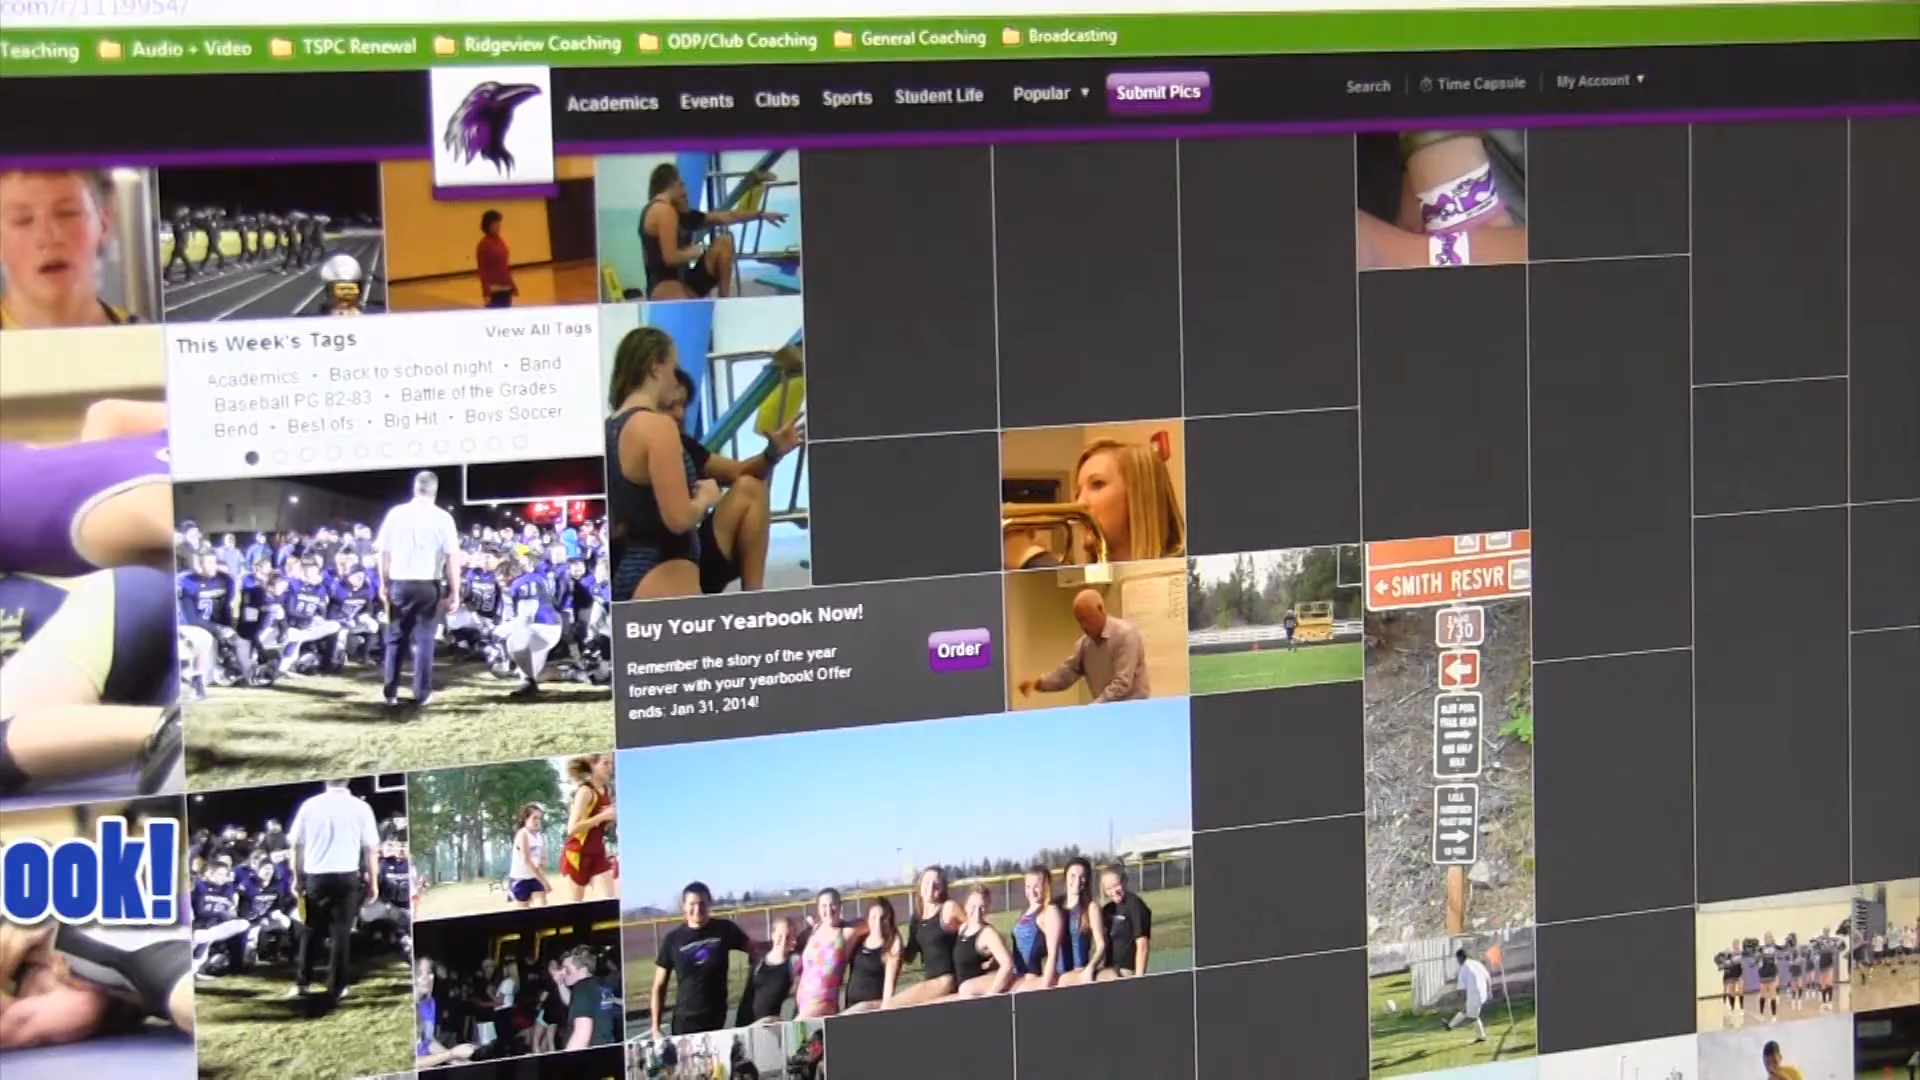 com/r/1119954/
Teaching Audio + Video TSPC Renewal Ridgeview Coaching ODP/Club Coaching General Coaching Broadcasting
Academics Events Clubs Sports Student Life Popular Submit Pics
Search Time Capsule My Account
This Week's Tags View All Tags
Academics • Back to school night • Band
Baseball PG 82-83 • Battle of the Grades
Bend • Best ofs • Big Hit • Boys Soccer
Buy Your Yearbook Now!
Remember the story of the year
forever with your yearbook! Offer
ends: Jan 31, 2014!
Order
SMITH RESVR
730
ook!